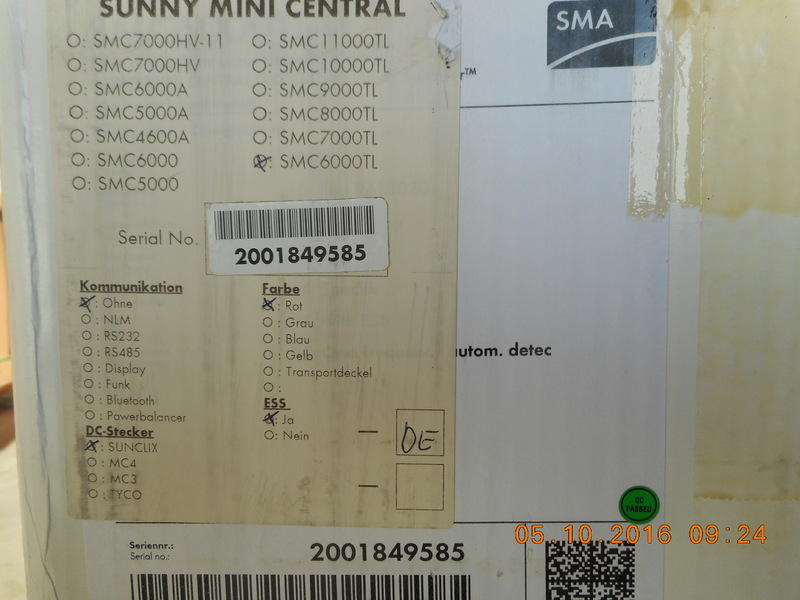 SUNNY MINI CENTRAL
SMA
O: SMC7000HV-11 O: SMC11000TL
O: SMC7000HV O: SMC10000TL
O: SMC6000A O: SMC9000TL
O: SMC5000A O: SMC8000TL
O: SMC4600A O: SMC7000TL
O: SMC6000 O: SMC6000TL
O: SMC5000
Serial No. 2001849585
Kommunikation
O: Ohne
O: NLM
O: RS232
O: RS485
O: Display
O: Funk
O: Bluetooth
O: Powerbalancer
DC-Stecker
O: SUNCLIX
O: MC4
O: MC3
O: TYCO
Farbe
O: Rot
O: Grau
O: Blau
O: Gelb
O: Transportdeckel
O:
ESS
O: Ja
O: Nein
DE
autom. detec
QC
PASSED
05.10.2016 09:24
Seriennr.:
Serial no.:
2001849585